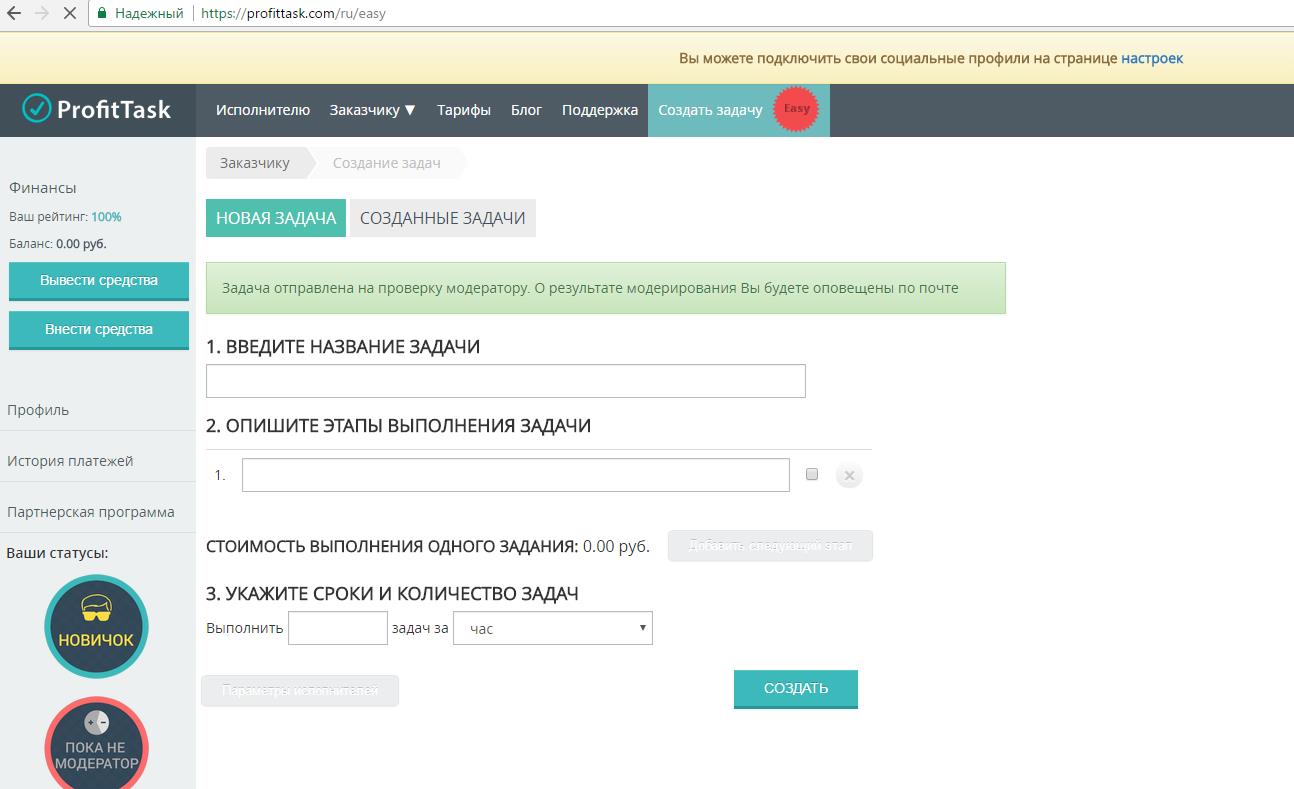 Надежный
https://profittask.com/ru/easy
Вы можете подключить свои социальные профили на странице настроек
ProfitTask
Исполнителю Заказчику ▼ Тарифы Блог Поддержка Создать задачу Easy
Заказчику Создание задач
НОВАЯ ЗАДАЧА СОЗДАННЫЕ ЗАДАЧИ
Финансы
Ваш рейтинг: 100%
Баланс: 0.00 руб.
Вывести средства
Внести средства
Профиль
История платежей
Партнерская программа
Ваши статусы:
НОВИЧОК
ПОКА НЕ
МОДЕРАТОР
Задача отправлена на проверку модератору. О результате модерирования Вы будете оповещены по почте
1. ВВЕДИТЕ НАЗВАНИЕ ЗАДАЧИ
2. ОПИШИТЕ ЭТАПЫ ВЫПОЛНЕНИЯ ЗАДАЧИ
1.
СТОИМОСТЬ ВЫПОЛНЕНИЯ ОДНОГО ЗАДАНИЯ: 0.00 руб. Добавить следующий этап
3. УКАЖИТЕ СРОКИ И КОЛИЧЕСТВО ЗАДАЧ
Выполнить задач за час
Параметры исполнителей СОЗДАТЬ